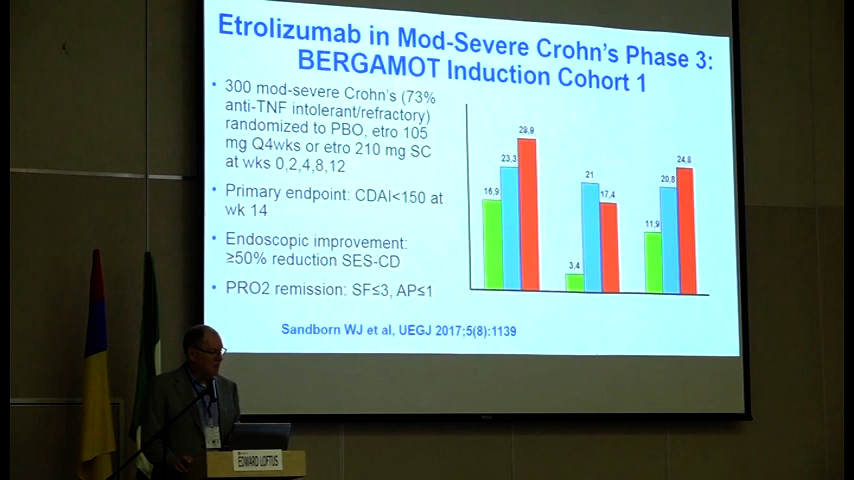 Etrolizumab in Mod-Severe Crohn's Phase 3:
BERGAMOT Induction Cohort 1
• 300 mod-severe Crohn's (73%
anti-TNF intolerant/refractory)
randomized to PBO, etro 105
mg Q4wks or etro 210 mg SC
at wks 0,2,4,8,12
• Primary endpoint: CDAI<150 at
wk 14
• Endoscopic improvement:
≥50% reduction SES-CD
• PRO2 remission: SF≤3, AP≤1
16,9
23,3
28,9
3,4
21
17,4
11,9
20,8
24,8
Sandborn WJ et al, UEGJ 2017;5(8):1139
EDWARD LOFTUS